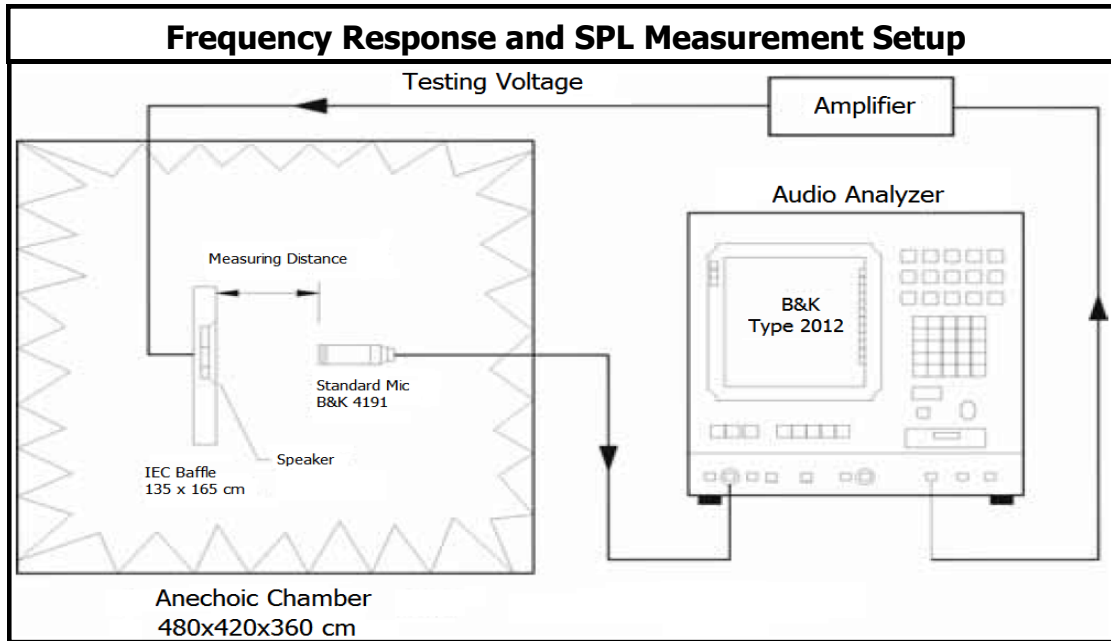 Frequency Response and SPL Measurement Setup
Testing Voltage
Amplifier
Audio Analyzer
Measuring Distance
B&K
Type 2012
Standard Mic
B&K 4191
Speaker
IEC Baffle
135 x 165 cm
Anechoic Chamber
480x420x360 cm